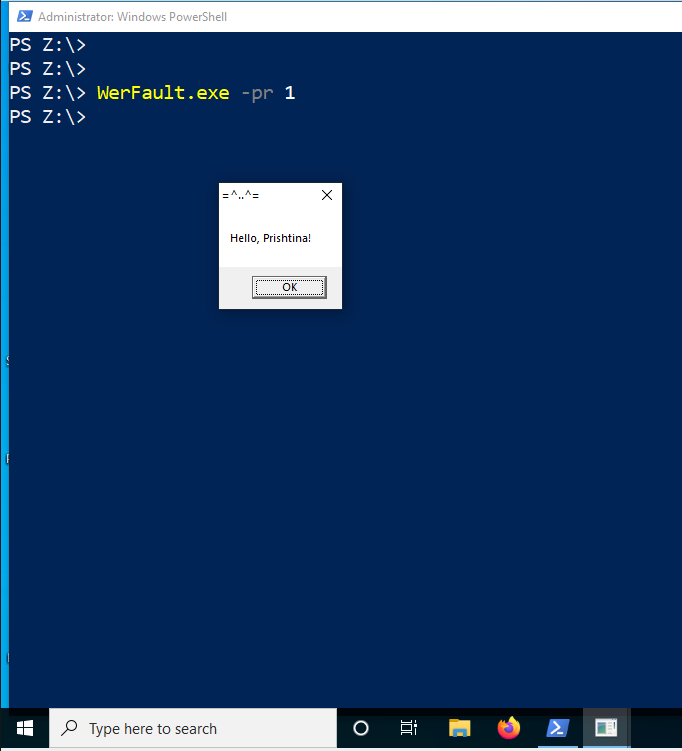 Administrator: Windows PowerShell
PS Z:\>
PS Z:\>
PS Z:\> WerFault.exe -pr 1
PS Z:\>
=^..^=
Hello, Prishtina!
OK
Type here to search